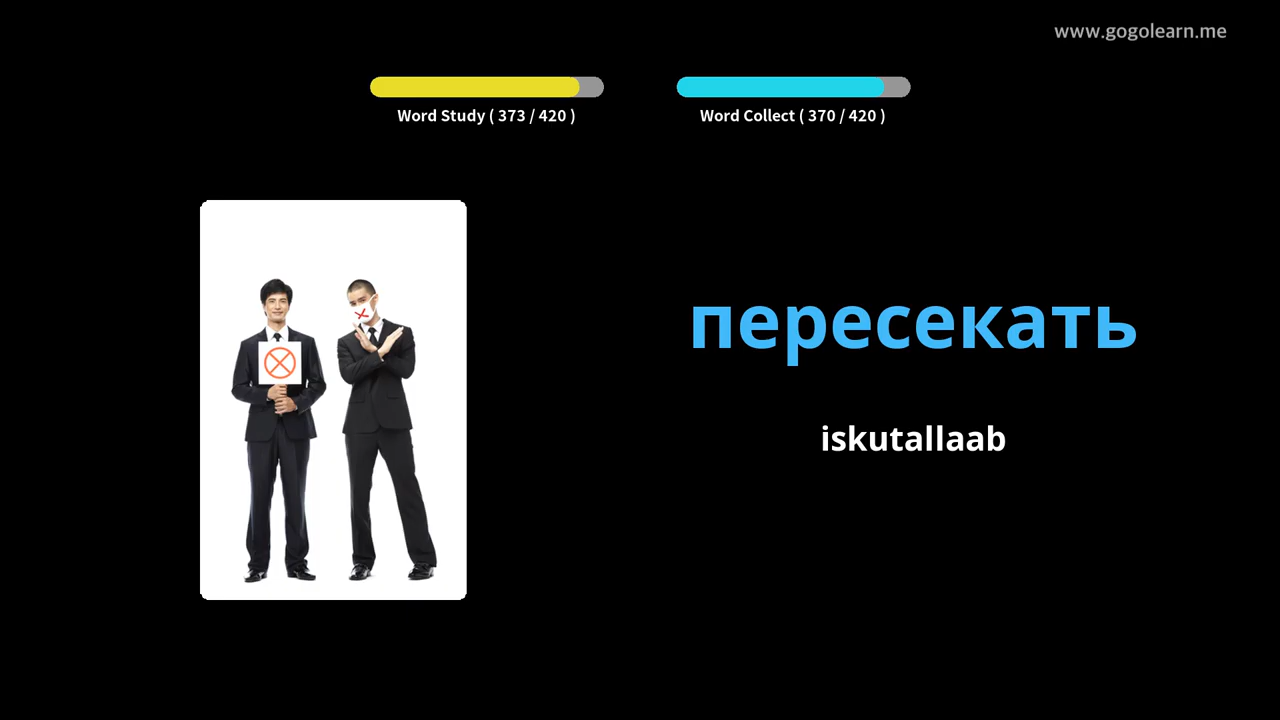 www.gogolearn.me
Word Study ( 373 / 420 )
Word Collect ( 370 / 420 )
пересекать
iskutallaab